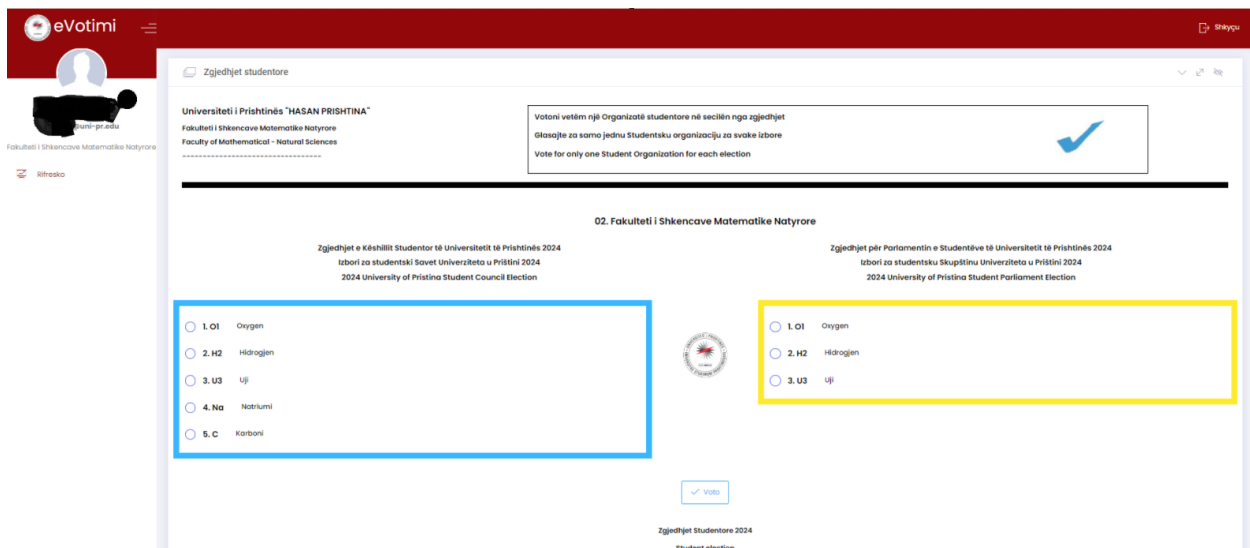 eVotimi
Shkyçu
@uni-pr.edu
Fakulteti i Shkencave Matematike Natyrore
Rifresko
Zgjedhjet studentore
Universiteti i Prishtinës "HASAN PRISHTINA"
Fakulteti i Shkencave Matematike Natyrore
Faculty of Mathematical - Natural Sciences
----------------------------------
Votoni vetëm një Organizatë studentore në secilën nga zgjedhjet
Glasajte za samo jednu Studentsku organizaciju za svake izbore
Vote for only one Student Organization for each election
02. Fakulteti i Shkencave Matematike Natyrore
Zgjedhjet e Këshillit Studentor të Universitetit të Prishtinës 2024
Izbori za studentski Savet Univerziteta u Prištini 2024
2024 University of Pristina Student Council Election
1. O1 Oxygen
2. H2 Hidrogjen
3. U3 Uji
4. Na Natriumi
5. C Karboni
Zgjedhjet për Parlamentin e Studentëve të Universitetit të Prishtinës 2024
Izbori za studentsku Skupštinu Univerziteta u Prištini 2024
2024 University of Pristina Student Parliament Election
1. O1 Oxygen
2. H2 Hidrogjen
3. U3 Uji
Voto
Zgjedhjet Studentore 2024
Student election